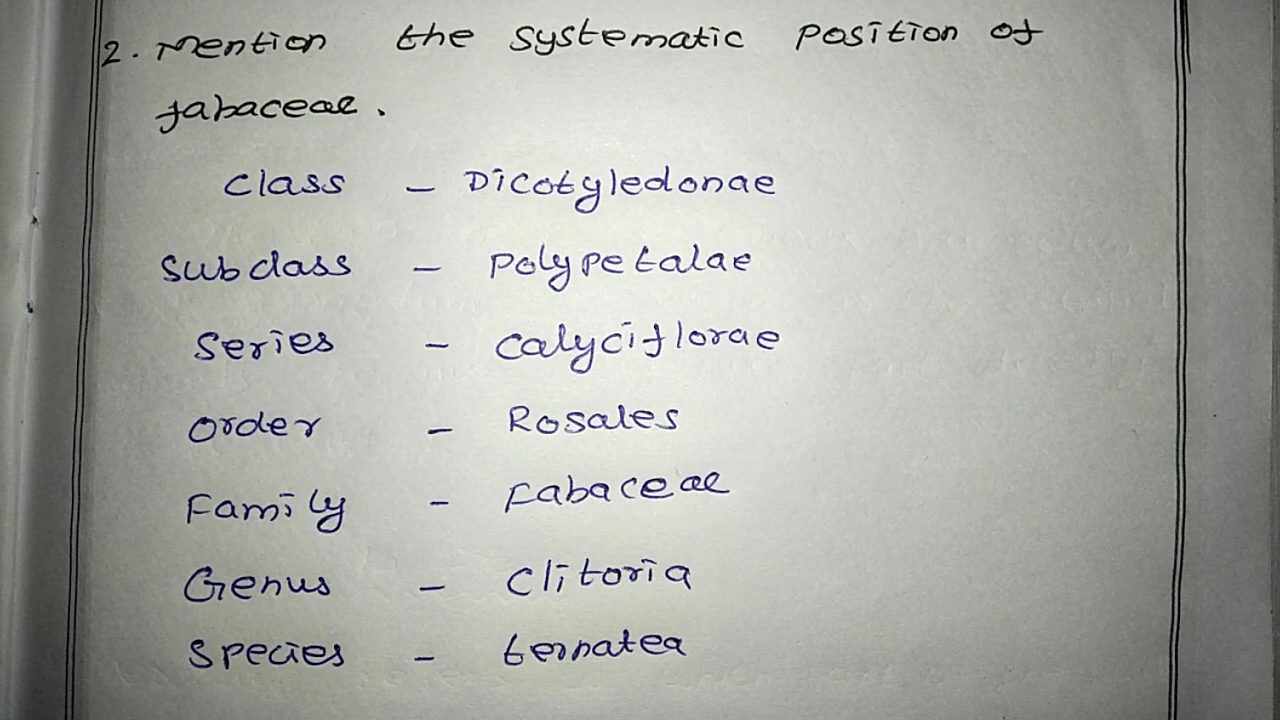 2. Mention the systematic position of
fabaceae.
Class - Dicotyledonae
Subclass - Polypetalae
Series - Calyciflorae
Order - Rosales
Family - Fabaceae
Genus - Clitoria
Species - ternatea